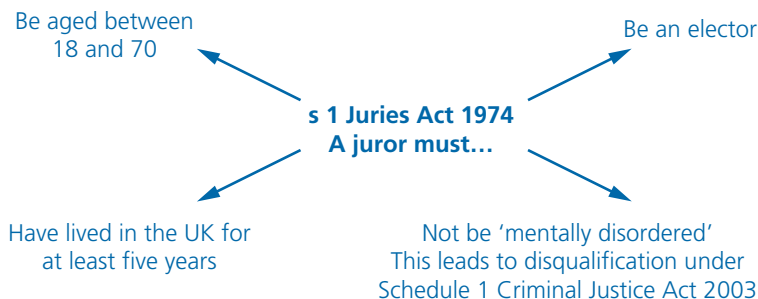 Be aged between
18 and 70
Be an elector
s 1 Juries Act 1974
A juror must…
Have lived in the UK for
at least five years
Not be ‘mentally disordered’
This leads to disqualification under
Schedule 1 Criminal Justice Act 2003